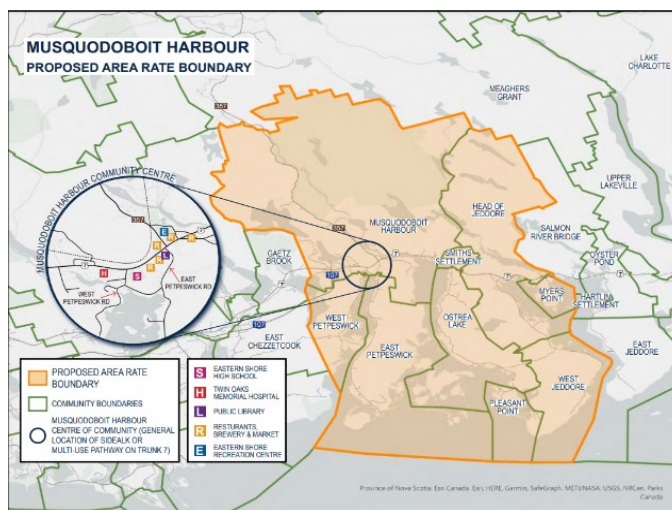 MUSQUODOBOIT HARBOUR
PROPOSED AREA RATE BOUNDARY
LAKE
CHARLOTTE
MEAGHERS
GRANT
357
UPPER
LAKEVILLE
MUSQUODOBOIT HARBOUR COMMUNITY CENTRE
HEAD OF
JEDDORE
MUSQUODOBOIT
HARBOUR
357
SALMON
RIVER BRIDGE
357
E
R
R
7
R
L
R
R
7
H
S
EAST
PETPESWICK RD
WEST
PETPESWICK RD
GAETZ
BROOK
107
7
7
SMITHS
SETTLEMENT
7
OYSTER
POND
MYERS
POINT
7
HARTLIN
SETTLEMENT
WEST
PETPESWICK
OSTREA
LAKE
107
EAST
CHEZZETCOOK
EAST
PETPESWICK
EAST
JEDDORE
WEST
JEDDORE
PLEASANT
POINT
PROPOSED AREA RATE
BOUNDARY
COMMUNITY BOUNDARIES
MUSQUODOBOIT HARBOUR
CENTRE OF COMMUNITY (GENERAL
LOCATION OF SIDEALK OR
MULTI-USE PATHWAY ON TRUNK 7)
S EASTERN SHORE
HIGH SCHOOL
H TWIN OAKS
MEMORIAL HOSPITAL
L PUBLIC LIBRARY
R RESTURANTS,
BREWERY & MARKET
E EASTERN SHORE
RECREATION CENTRE
Province of Nova Scotia, Esri Canada, Esri, HERE, Garmin, SafeGraph, METI/NASA, USGS, NRCan, Parks
Canada